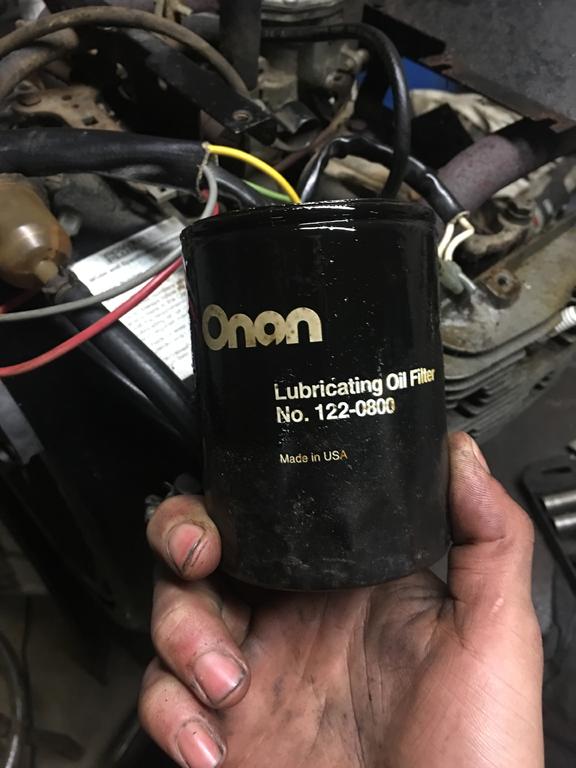 Onan
Lubricating Oil Filter
No. 122-0800
Made in USA